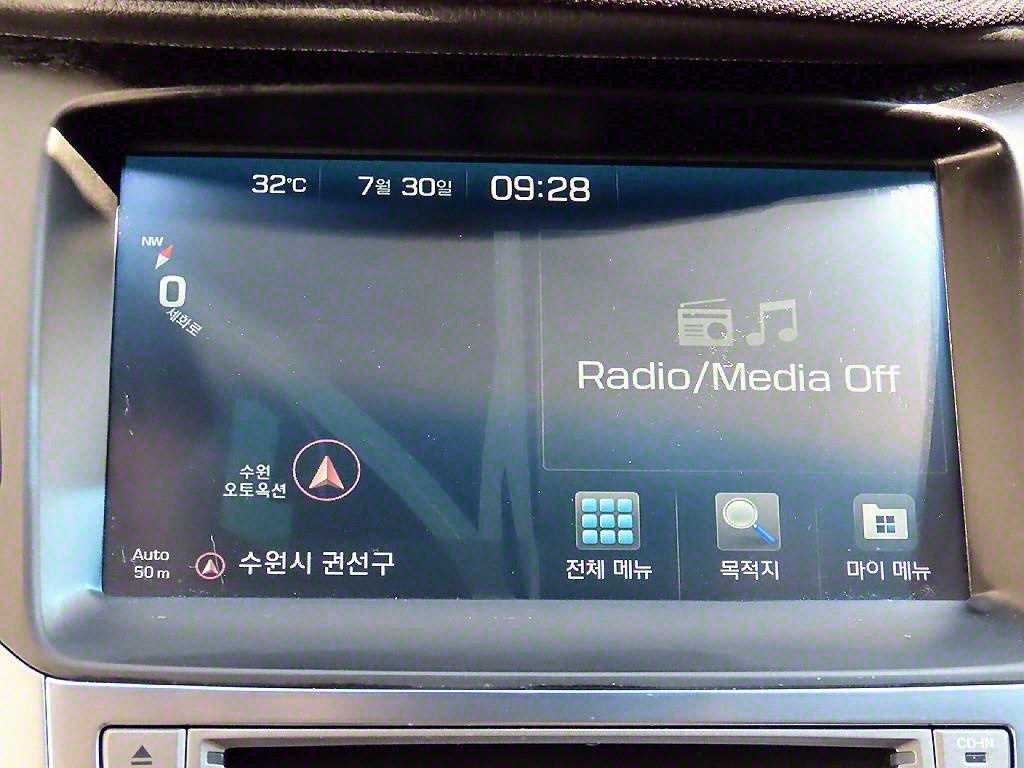 32°C 7월 30일 09:28
NW
0
세화로
Radio/Media Off
수원
오토옥션
Auto
50 m
수원시 권선구
전체 메뉴 목적지 마이 메뉴
CD-IN